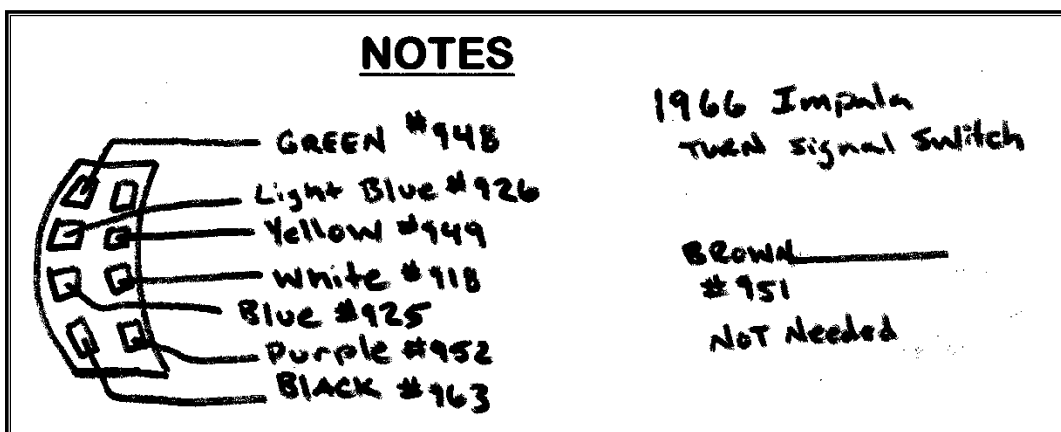 NOTES
1966 Impala
TURN signal Switch
GREEN #948
Light Blue #926
Yellow #949
White #918
Blue #925
Purple #952
BLACK #963
BROWN
#951
NOT Needed